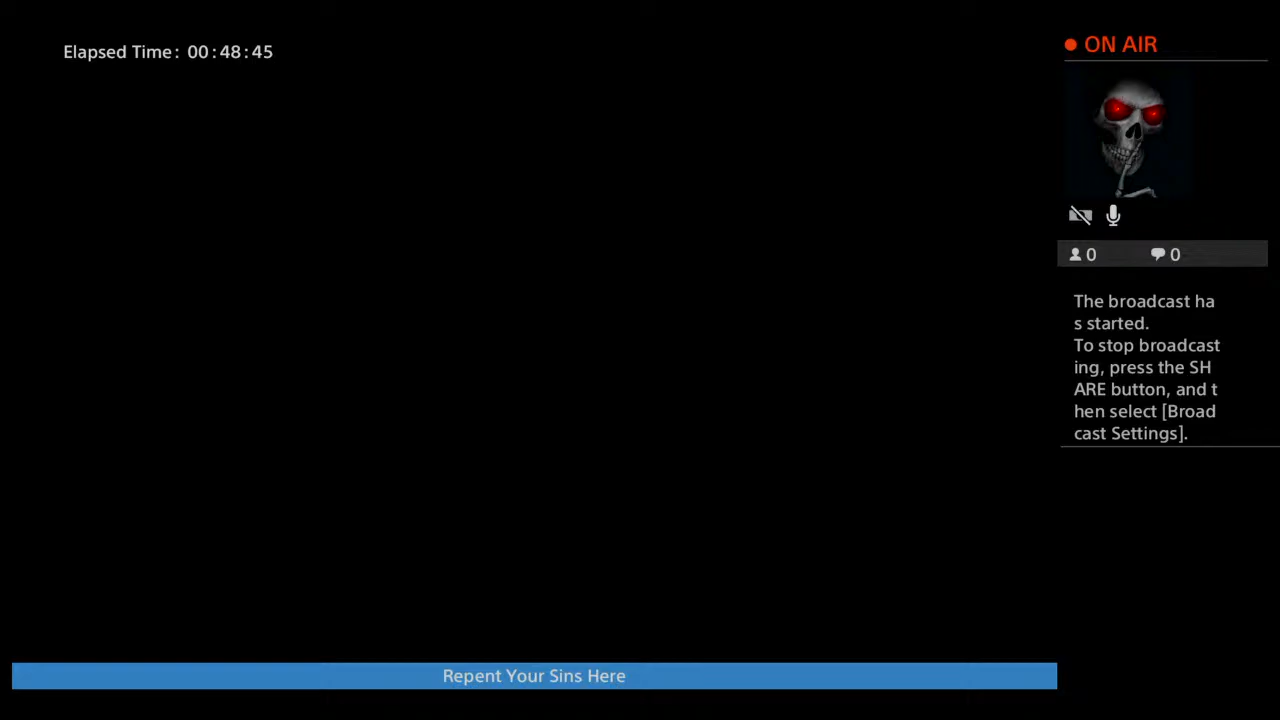 Elapsed Time: 00:48:45
ON AIR
0 0
The broadcast ha
s started.
To stop broadcast
ing, press the SH
ARE button, and t
hen select [Broad
cast Settings].
Repent Your Sins Here